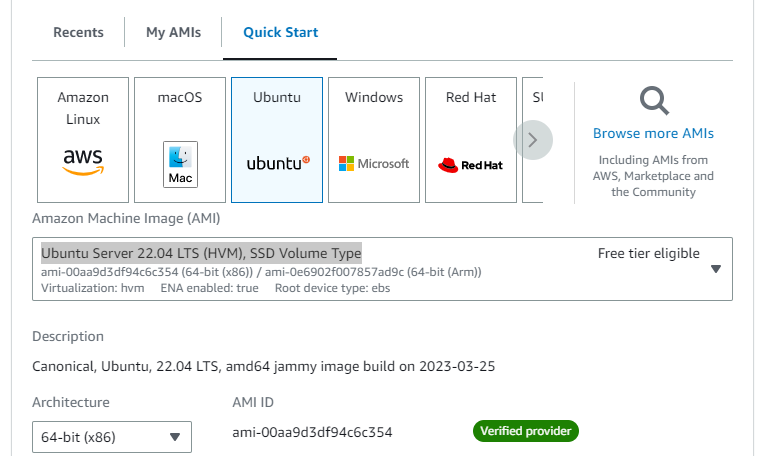 Recents
My AMIs
Quick Start
Amazon Linux
aws
macOS
Mac
Ubuntu
ubuntu
Windows
Microsoft
Red Hat
Red Hat
Browse more AMIs
Including AMIs from
AWS, Marketplace and
the Community
Amazon Machine Image (AMI)
Ubuntu Server 22.04 LTS (HVM), SSD Volume Type
Free tier eligible
ami-00aa9d3df94c6c354 (64-bit (x86)) / ami-0e6902f007857ad9c (64-bit (Arm))
Virtualization: hvm ENA enabled: true Root device type: ebs
Description
Canonical, Ubuntu, 22.04 LTS, amd64 jammy image build on 2023-03-25
Architecture
AMI ID
64-bit (x86)
ami-00aa9d3df94c6c354
Verified provider